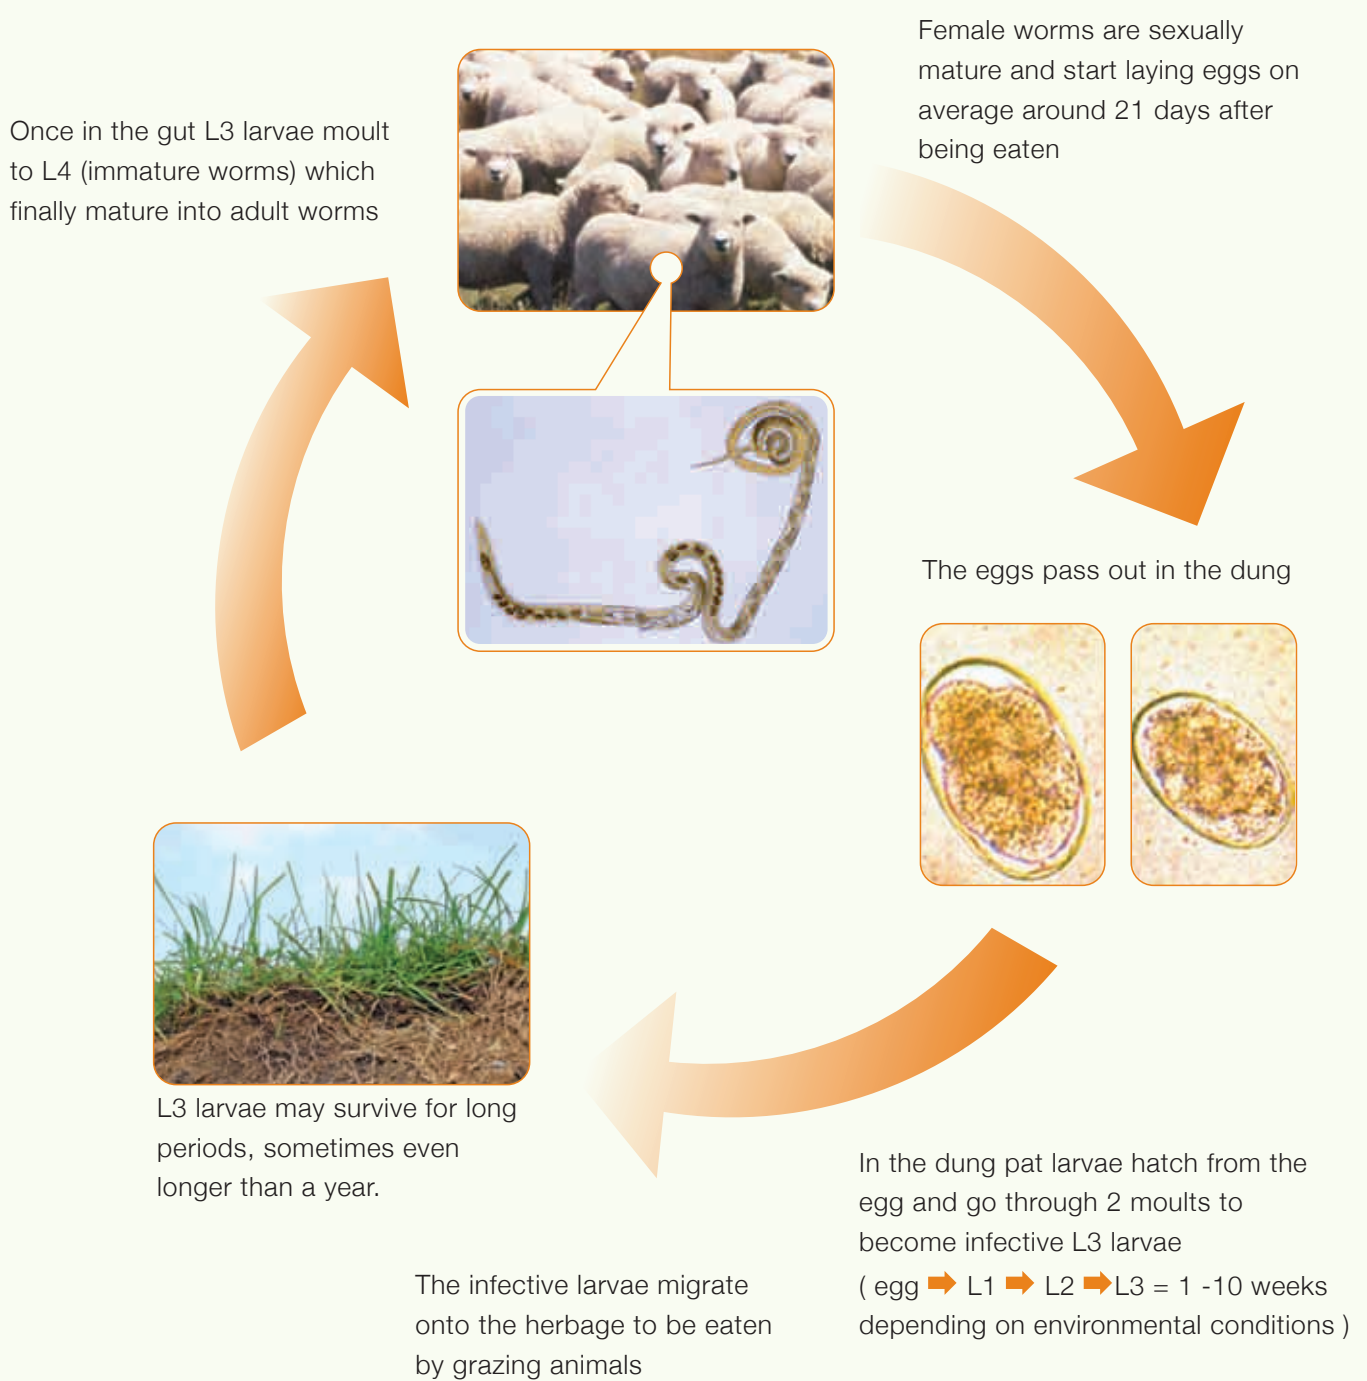 Female worms are sexually
mature and start laying eggs on
average around 21 days after
being eaten
The eggs pass out in the dung
In the dung pat larvae hatch from the
egg and go through 2 moults to
become infective L3 larvae
( egg ➡ L1 ➡ L2 ➡ L3 = 1 -10 weeks
depending on environmental conditions )
The infective larvae migrate
onto the herbage to be eaten
by grazing animals
L3 larvae may survive for long
periods, sometimes even
longer than a year.
Once in the gut L3 larvae moult
to L4 (immature worms) which
finally mature into adult worms